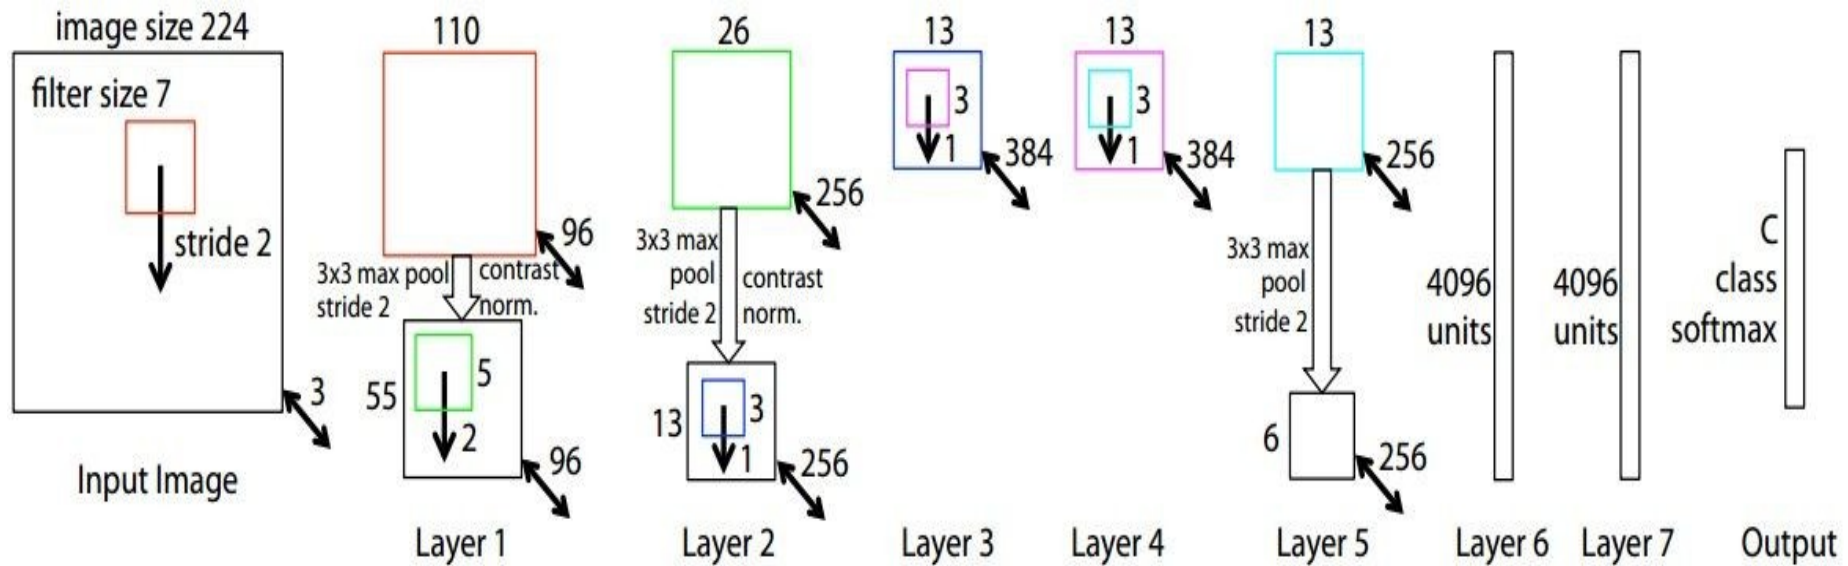 image size 224
filter size 7
stride 2
3
Input Image
110
96
3x3 max pool
stride 2
contrast
norm.
55
5
2
96
Layer 1
26
256
3x3 max
pool
stride 2
contrast
norm.
13
3
1
256
Layer 2
13
3
1
384
Layer 3
13
3
1
384
Layer 4
13
256
3x3 max
pool
stride 2
6
256
Layer 5
4096
units
Layer 6
4096
units
Layer 7
C
class
softmax
Output